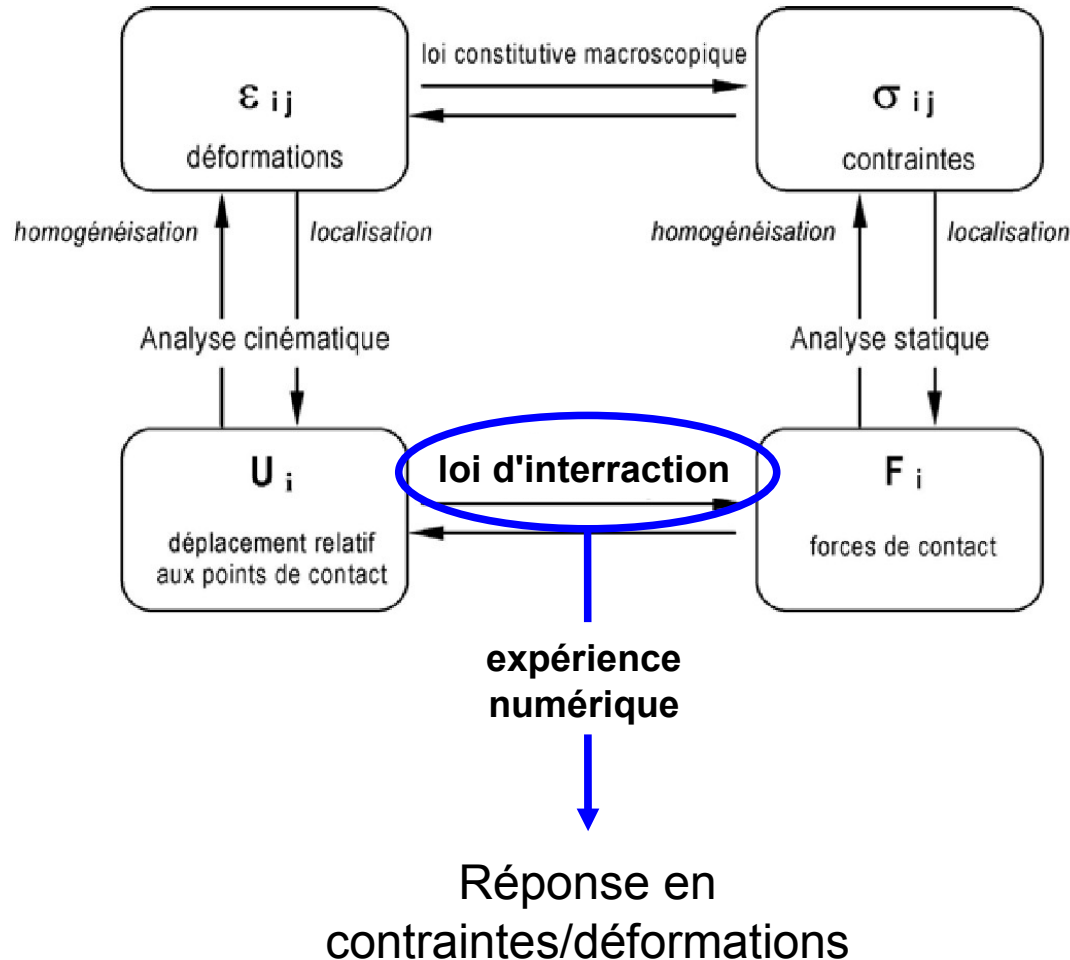 loi constitutive macroscopique
ε ij
déformations
σ ij
contraintes
homogénéisation
localisation
homogénéisation
localisation
Analyse cinématique
Analyse statique
U i
déplacement relatif
aux points de contact
loi d'interraction
F i
forces de contact
expérience
numérique
Réponse en
contraintes/déformations